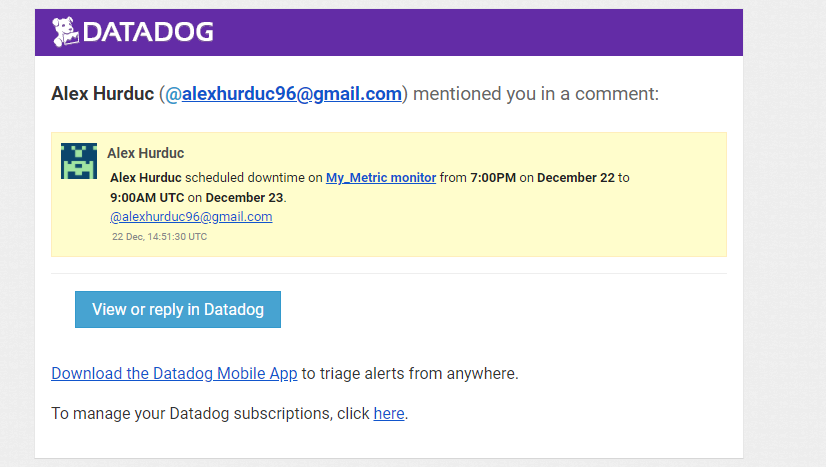 DATADOG
Alex Hurduc (@alexhurduc96@gmail.com) mentioned you in a comment:
Alex Hurduc
Alex Hurduc scheduled downtime on My_Metric monitor from 7:00PM on December 22 to
9:00AM UTC on December 23.
@alexhurduc96@gmail.com
22 Dec, 14:51:30 UTC
View or reply in Datadog
Download the Datadog Mobile App to triage alerts from anywhere.
To manage your Datadog subscriptions, click here.